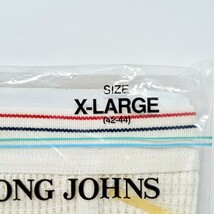 SIZE
X-LARGE
(42-44)
ONG JOHNS